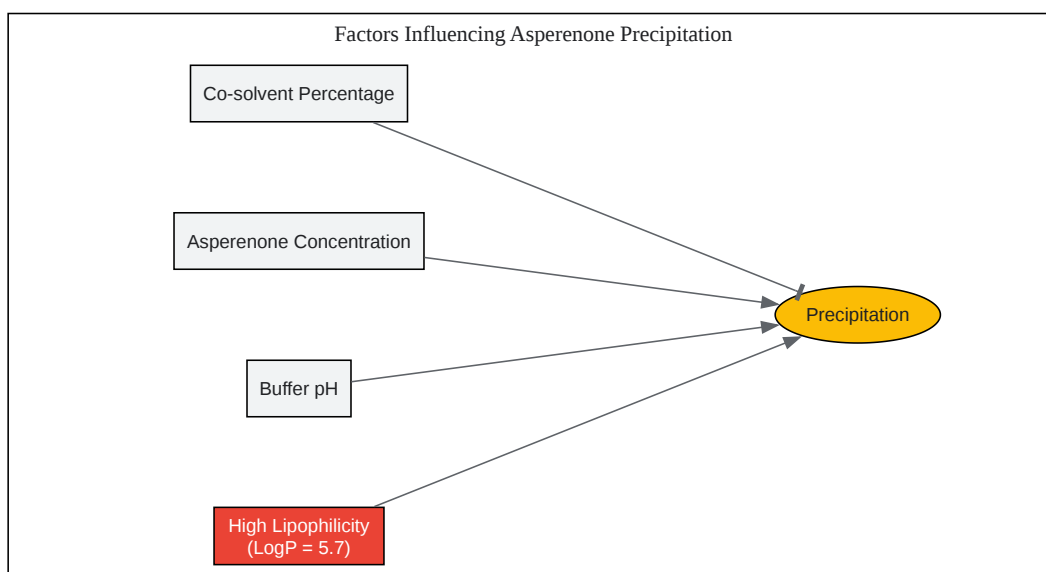 Factors Influencing Asperenone Precipitation
Co-solvent Percentage
Asperenone Concentration
Precipitation
Buffer pH
High Lipophilicity
(LogP = 5.7)